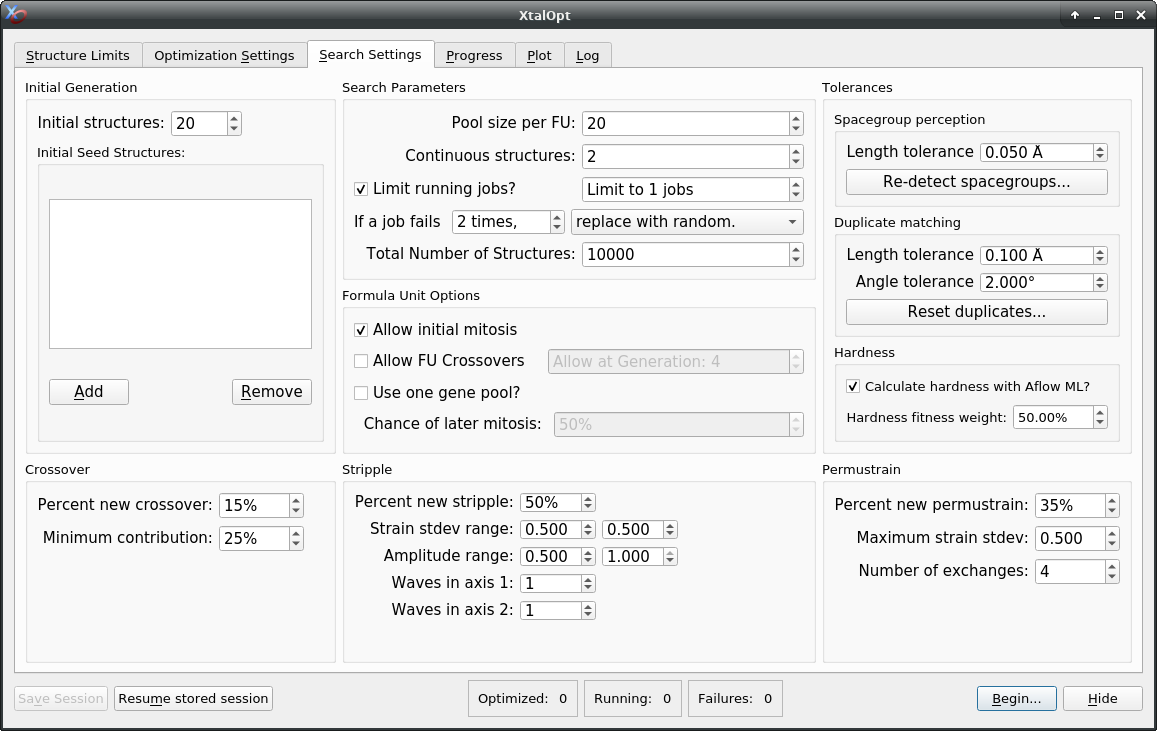 XtalOpt
Structure Limits
Optimization Settings
Search Settings
Progress
Plot
Log
Initial Generation
Initial structures: 20
Initial Seed Structures:
Add
Remove
Search Parameters
Pool size per FU: 20
Continuous structures: 2
Limit running jobs? Limit to 1 jobs
If a job fails 2 times, replace with random.
Total Number of Structures: 10000
Formula Unit Options
Allow initial mitosis
Allow FU Crossovers Allow at Generation: 4
Use one gene pool?
Chance of later mitosis: 50%
Tolerances
Spacegroup perception
Length tolerance 0.050 Å
Re-detect spacegroups...
Duplicate matching
Length tolerance 0.100 Å
Angle tolerance 2.000°
Reset duplicates...
Hardness
Calculate hardness with Aflow ML?
Hardness fitness weight: 50.00%
Crossover
Percent new crossover: 15%
Minimum contribution: 25%
Stripple
Percent new stripple: 50%
Strain stdev range: 0.500 0.500
Amplitude range: 0.500 1.000
Waves in axis 1: 1
Waves in axis 2: 1
Permustrain
Percent new permustrain: 35%
Maximum strain stdev: 0.500
Number of exchanges: 4
Save Session
Resume stored session
Optimized: 0
Running: 0
Failures: 0
Begin...
Hide